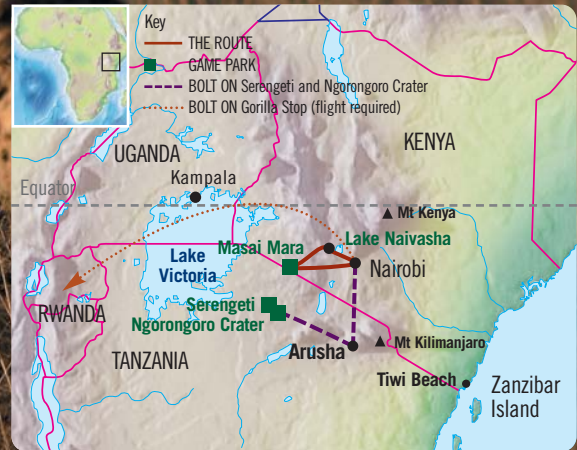 Key
THE ROUTE
GAME PARK
BOLT ON Serengeti and Ngorongoro Crater
BOLT ON Gorilla Stop (flight required)
UGANDA
KENYA
Kampala
Equator
Mt Kenya
Masai Mara
Lake Naivasha
Lake
Victoria
Nairobi
Serengeti
Ngorongoro Crater
RWANDA
TANZANIA
Arusha
Mt Kilimanjaro
Tiwi Beach
Zanzibar
Island